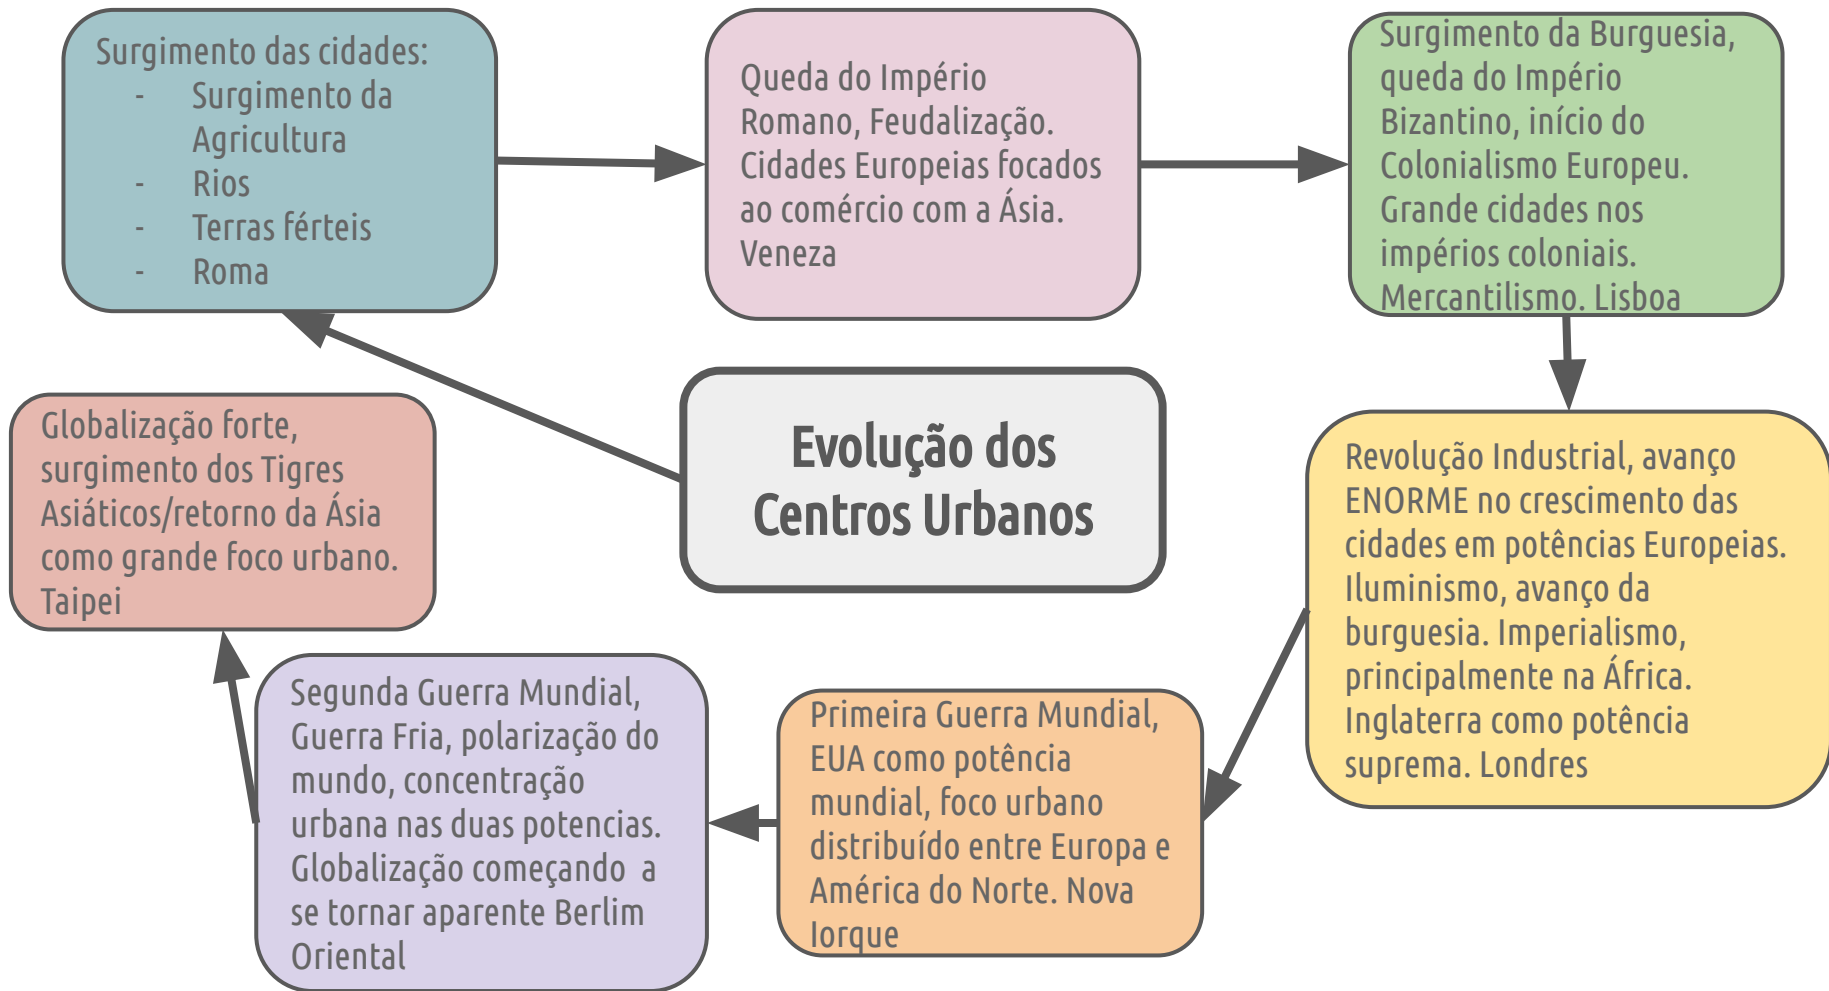 Surgimento das cidades:
- Surgimento da
Agricultura
- Rios
- Terras férteis
- Roma
Queda do Império
Romano, Feudalização.
Cidades Europeias focados
ao comércio com a Ásia.
Veneza
Surgimento da Burguesia,
queda do Império
Bizantino, início do
Colonialismo Europeu.
Grande cidades nos
impérios coloniais.
Mercantilismo. Lisboa
Evolução dos
Centros Urbanos
Revolução Industrial, avanço
ENORME no crescimento das
cidades em potências Europeias.
Iluminismo, avanço da
burguesia. Imperialismo,
principalmente na África.
Inglaterra como potência
suprema. Londres
Primeira Guerra Mundial,
EUA como potência
mundial, foco urbano
distribuído entre Europa e
América do Norte. Nova
Iorque
Segunda Guerra Mundial,
Guerra Fria, polarização do
mundo, concentração
urbana nas duas potencias.
Globalização começando a
se tornar aparente Berlim
Oriental
Globalização forte,
surgimento dos Tigres
Asiáticos/retorno da Ásia
como grande foco urbano.
Taipei